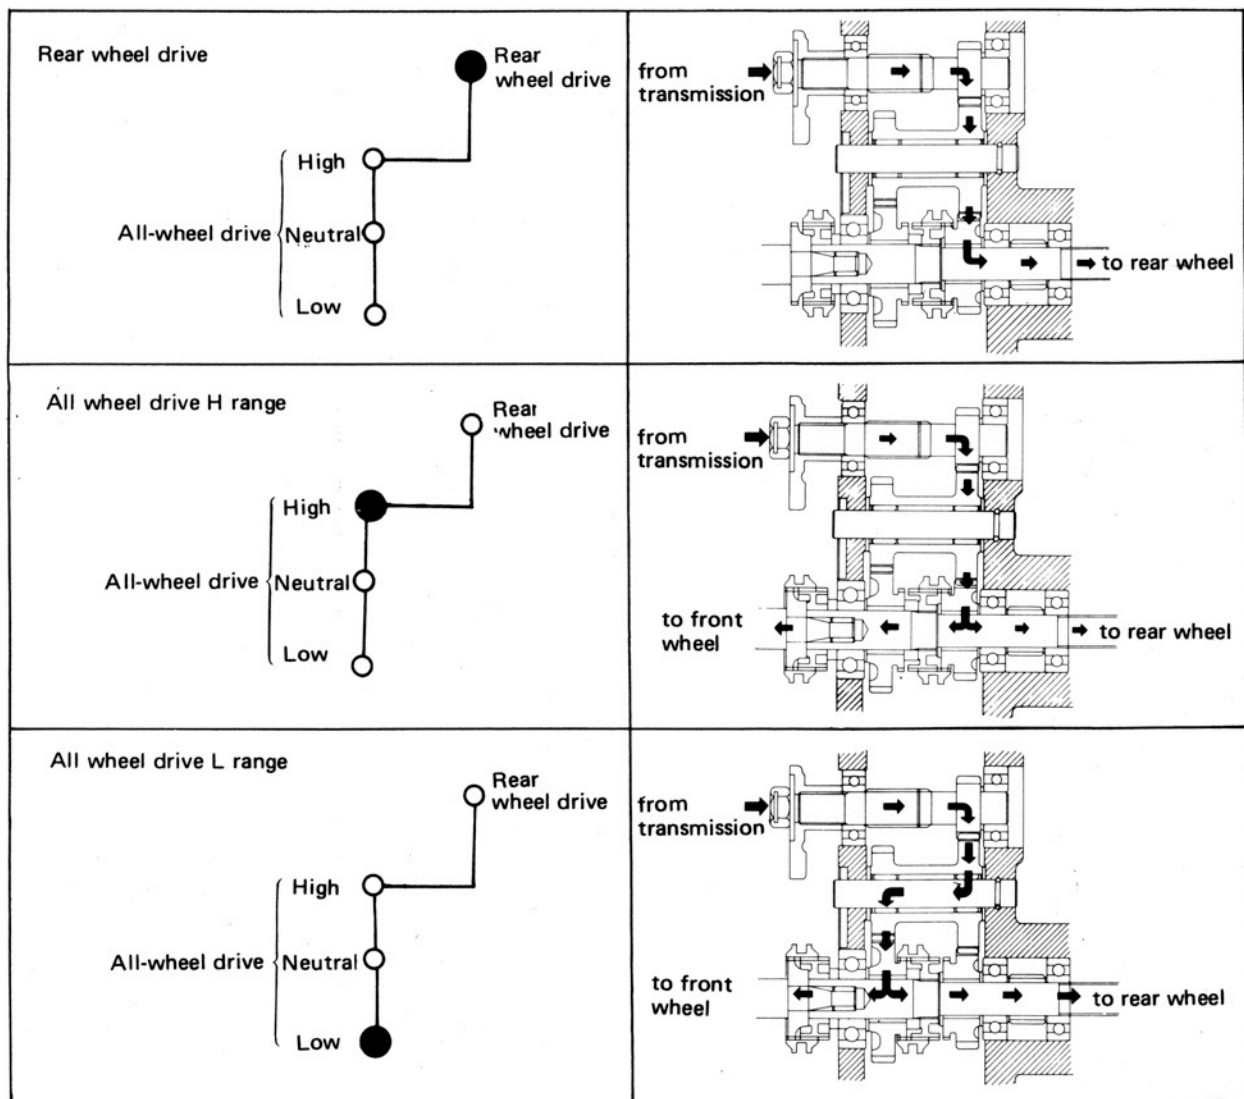 Rear wheel drive
Rear
wheel drive
High
All-wheel drive
Neutral
Low
from
transmission
to rear wheel
All wheel drive H range
Rear
wheel drive
High
All-wheel drive
Neutral
Low
from
transmission
to front
wheel
to rear wheel
All wheel drive L range
Rear
wheel drive
High
All-wheel drive
Neutral
Low
from
transmission
to front
wheel
to rear wheel